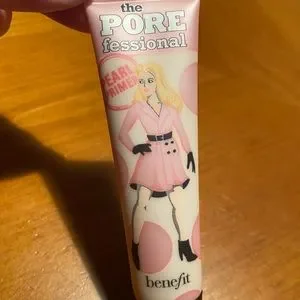 the
PORE
fessional
PEARL
PRIMER
benefit